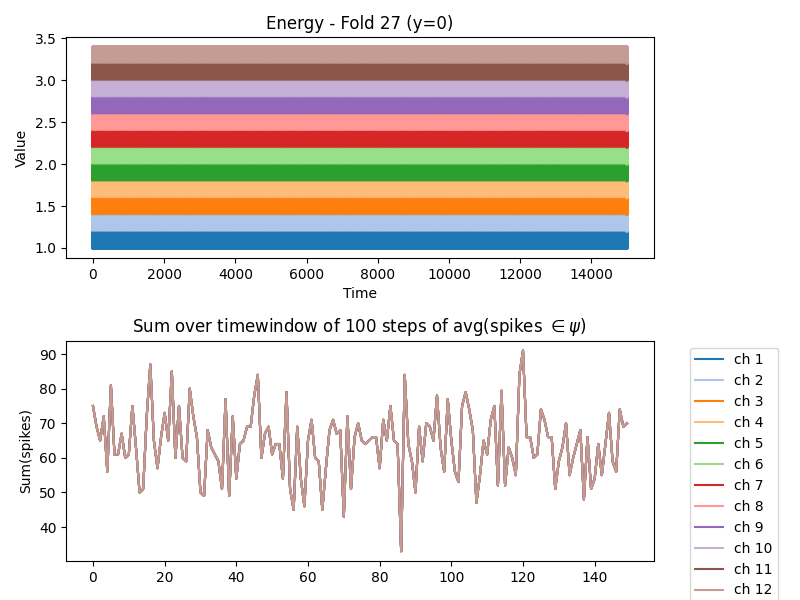 Energy - Fold 27 (y=0)
3.5
3.0
2.5
2.0
1.5
1.0
Value
0 2000 4000 6000 8000 10000 12000 14000
Time
Sum over timewindow of 100 steps of avg(spikes ∈ ψ)
90
80
70
60
50
40
Sum(spikes)
0 20 40 60 80 100 120 140
ch 1
ch 2
ch 3
ch 4
ch 5
ch 6
ch 7
ch 8
ch 9
ch 10
ch 11
ch 12